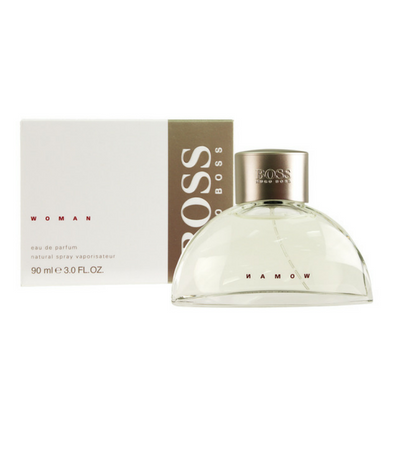 WOMAN
eau de parfum
natural spray vaporisateur
90 ml e 3.0 FL.OZ.
BOSS
O BOSS
BOSS
HUGO BOSS
WOMAN